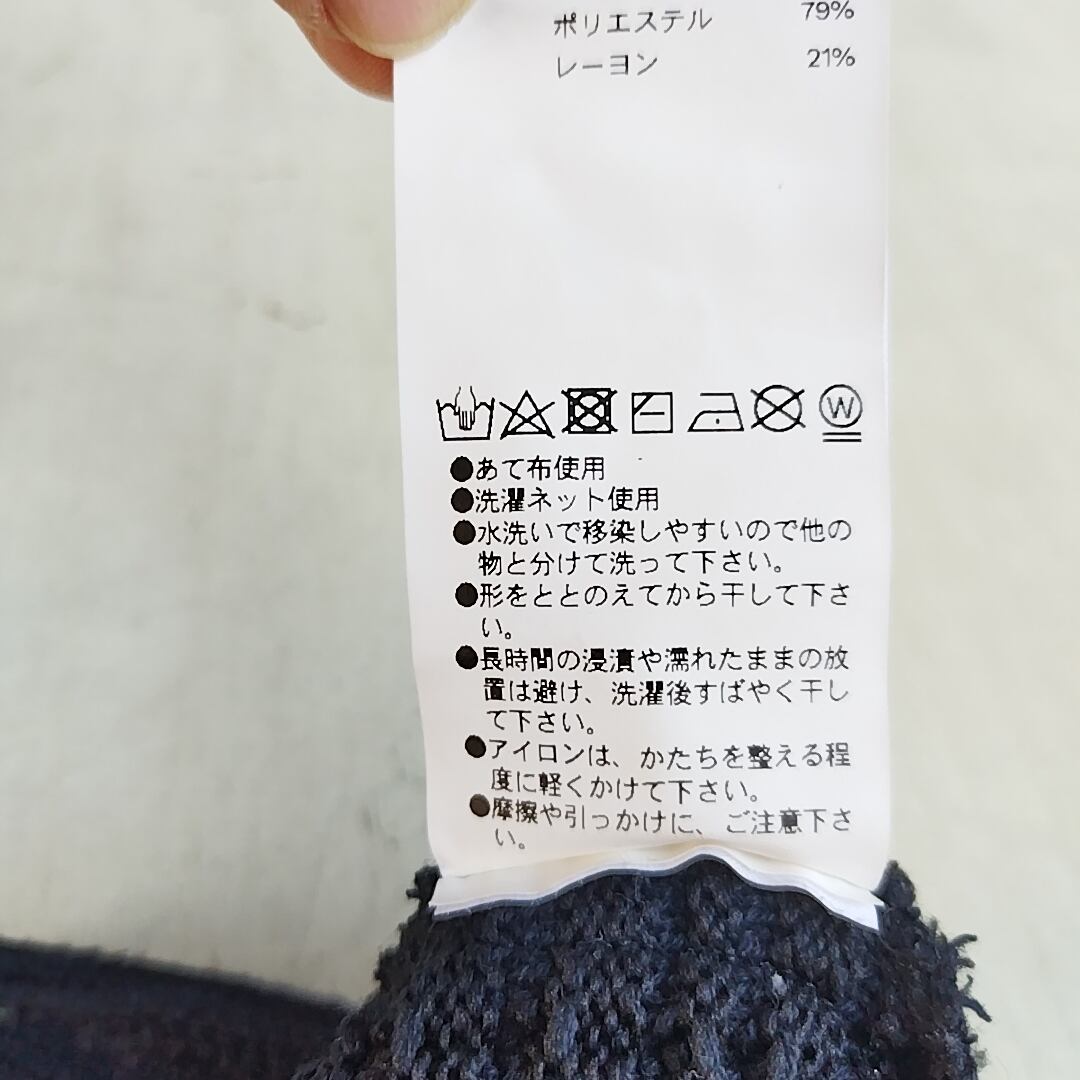 ポリエステル 79%
レーヨン 21%
W
●あて布使用
●洗濯ネット使用
●水洗いで移染しやすいので他の
物と分けて洗って下さい。
●形をととのえてから干して下さ
い。
●長時間の浸漬や濡れたままの放
置は避け、洗濯後すばやく干し
て下さい。
●アイロンは、かたちを整える程
度に軽くかけて下さい。
●摩擦や引っかけに、ご注意下さ
い。